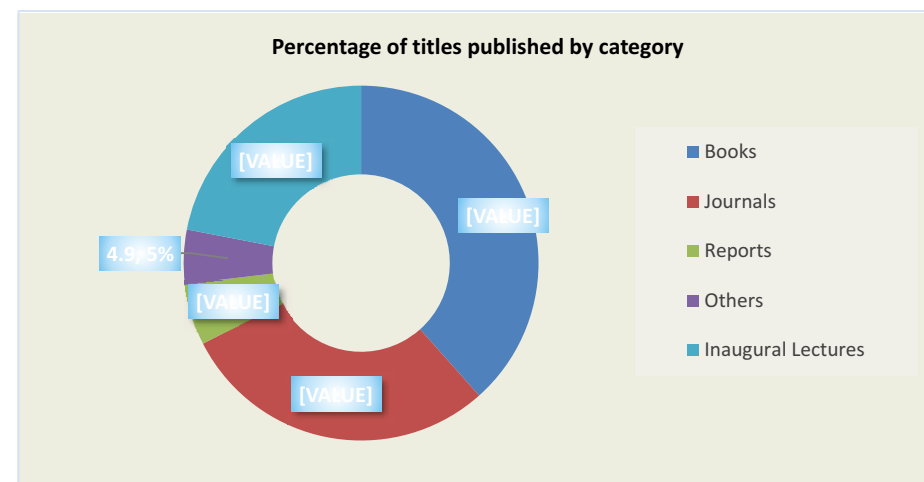 Percentage of titles published by category
[VALUE]
[VALUE]
4.9, 5%
[VALUE]
[VALUE]
Books
Journals
Reports
Others
Inaugural Lectures